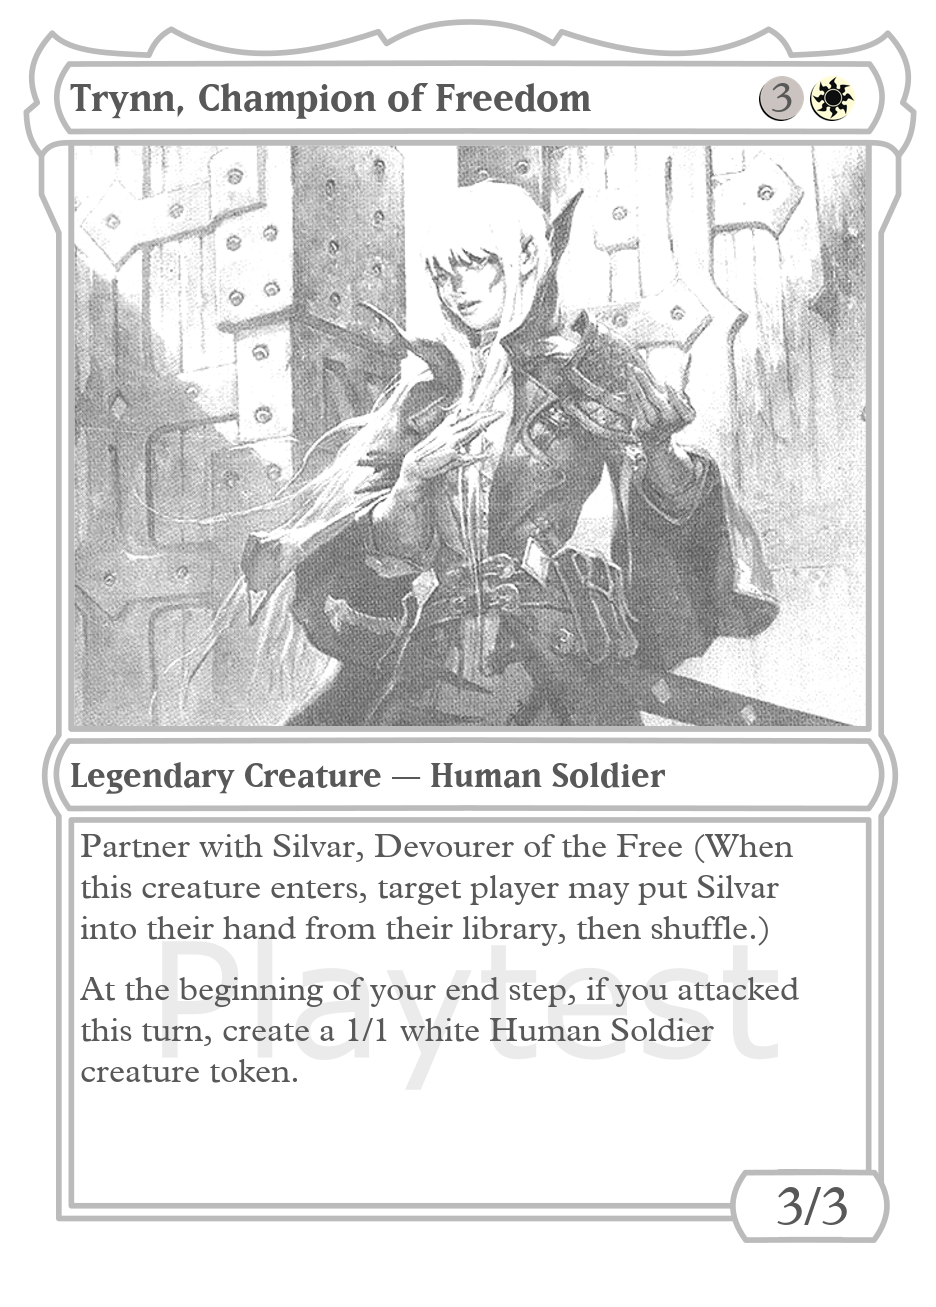 Trynn, Champion of Freedom 3
Legendary Creature — Human Soldier
Partner with Silvar, Devourer of the Free (When
this creature enters, target player may put Silvar
into their hand from their library, then shuffle.)
At the beginning of your end step, if you attacked
this turn, create a 1/1 white Human Soldier
creature token.
Playtest
3/3